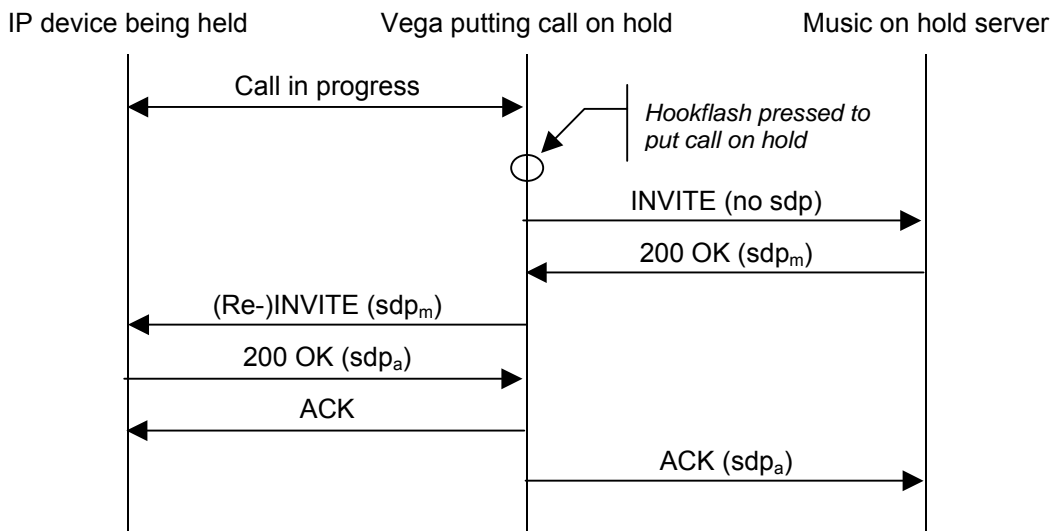 IP device being held Vega putting call on hold Music on hold server
Call in progress
Hookflash pressed to
put call on hold
INVITE (no sdp)
200 OK (sdpm)
(Re-)INVITE (sdpm)
200 OK (sdpa)
ACK
ACK (sdpa)